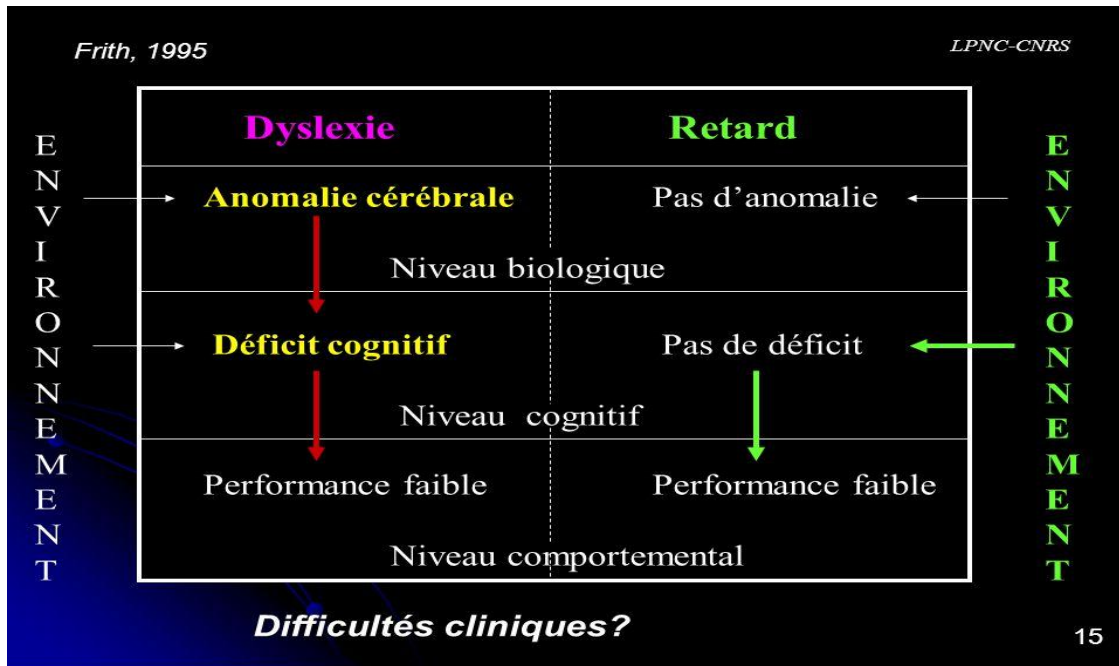 Frith, 1995
LPNC-CNRS
ENVIRONNEMENT
Dyslexie
Retard
Anomalie cérébrale
Pas d’anomalie
Niveau biologique
Déficit cognitif
Pas de déficit
Niveau cognitif
Performance faible
Performance faible
Niveau comportemental
ENVIRONNEMENT
Difficultés cliniques?
15